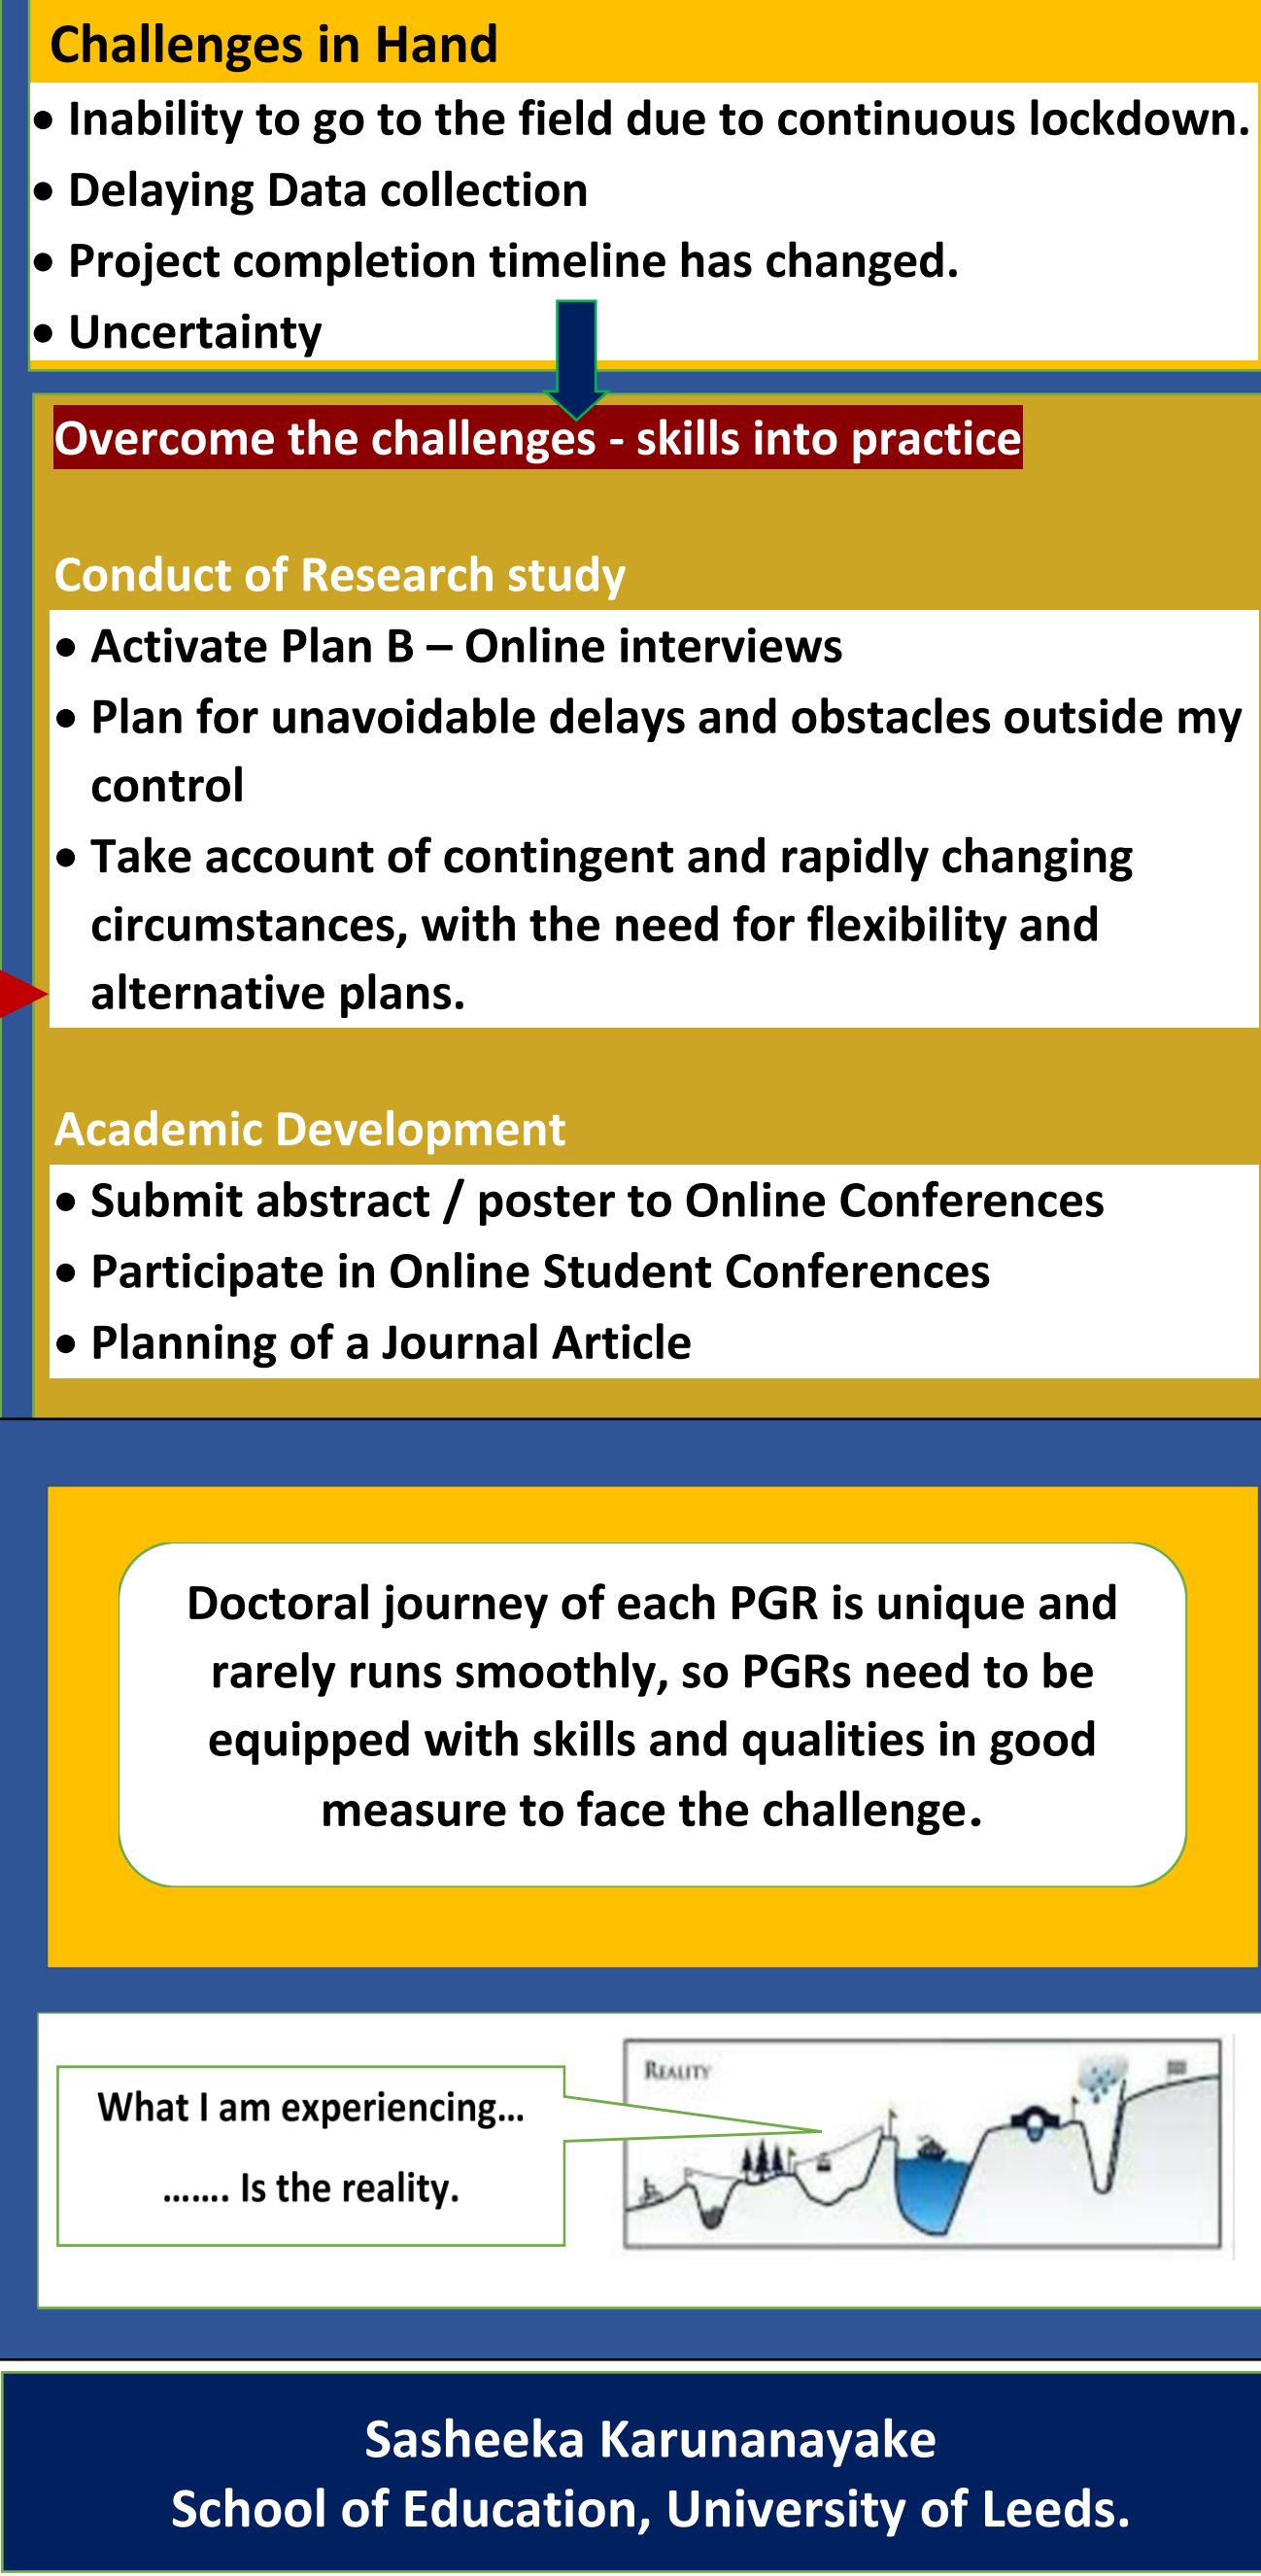 Challenges in Hand
• Inability to go to the field due to continuous lockdown.
• Delaying Data collection
• Project completion timeline has changed.
• Uncertainty
Overcome the challenges - skills into practice
Conduct of Research study
• Activate Plan B – Online interviews
• Plan for unavoidable delays and obstacles outside my
control
• Take account of contingent and rapidly changing
circumstances, with the need for flexibility and
alternative plans.
Academic Development
• Submit abstract / poster to Online Conferences
• Participate in Online Student Conferences
• Planning of a Journal Article
Doctoral journey of each PGR is unique and
rarely runs smoothly, so PGRs need to be
equipped with skills and qualities in good
measure to face the challenge.
What I am experiencing...
....... Is the reality.
REALITY
Sasheeka Karunanayake
School of Education, University of Leeds.